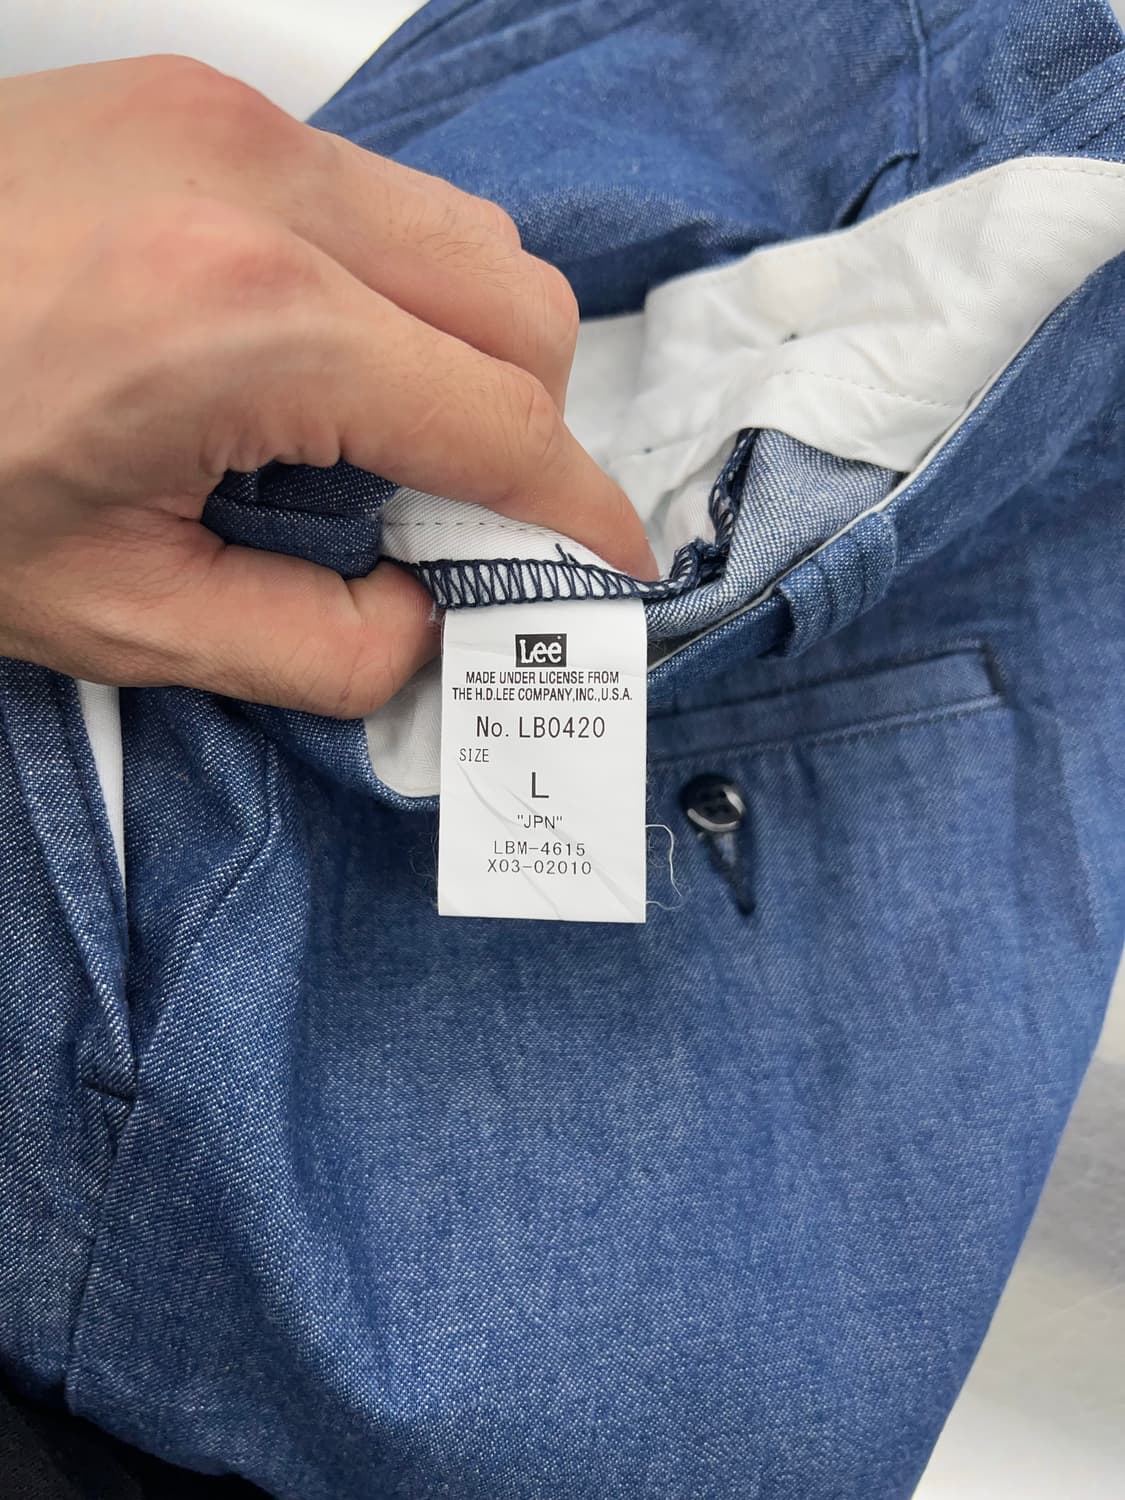 Lee
MADE UNDER LICENSE FROM
THE H.D.LEE COMPANY,INC.,U.S.A.
No. LB0420
SIZE
L
"JPN"
LBM-4615
X03-02010